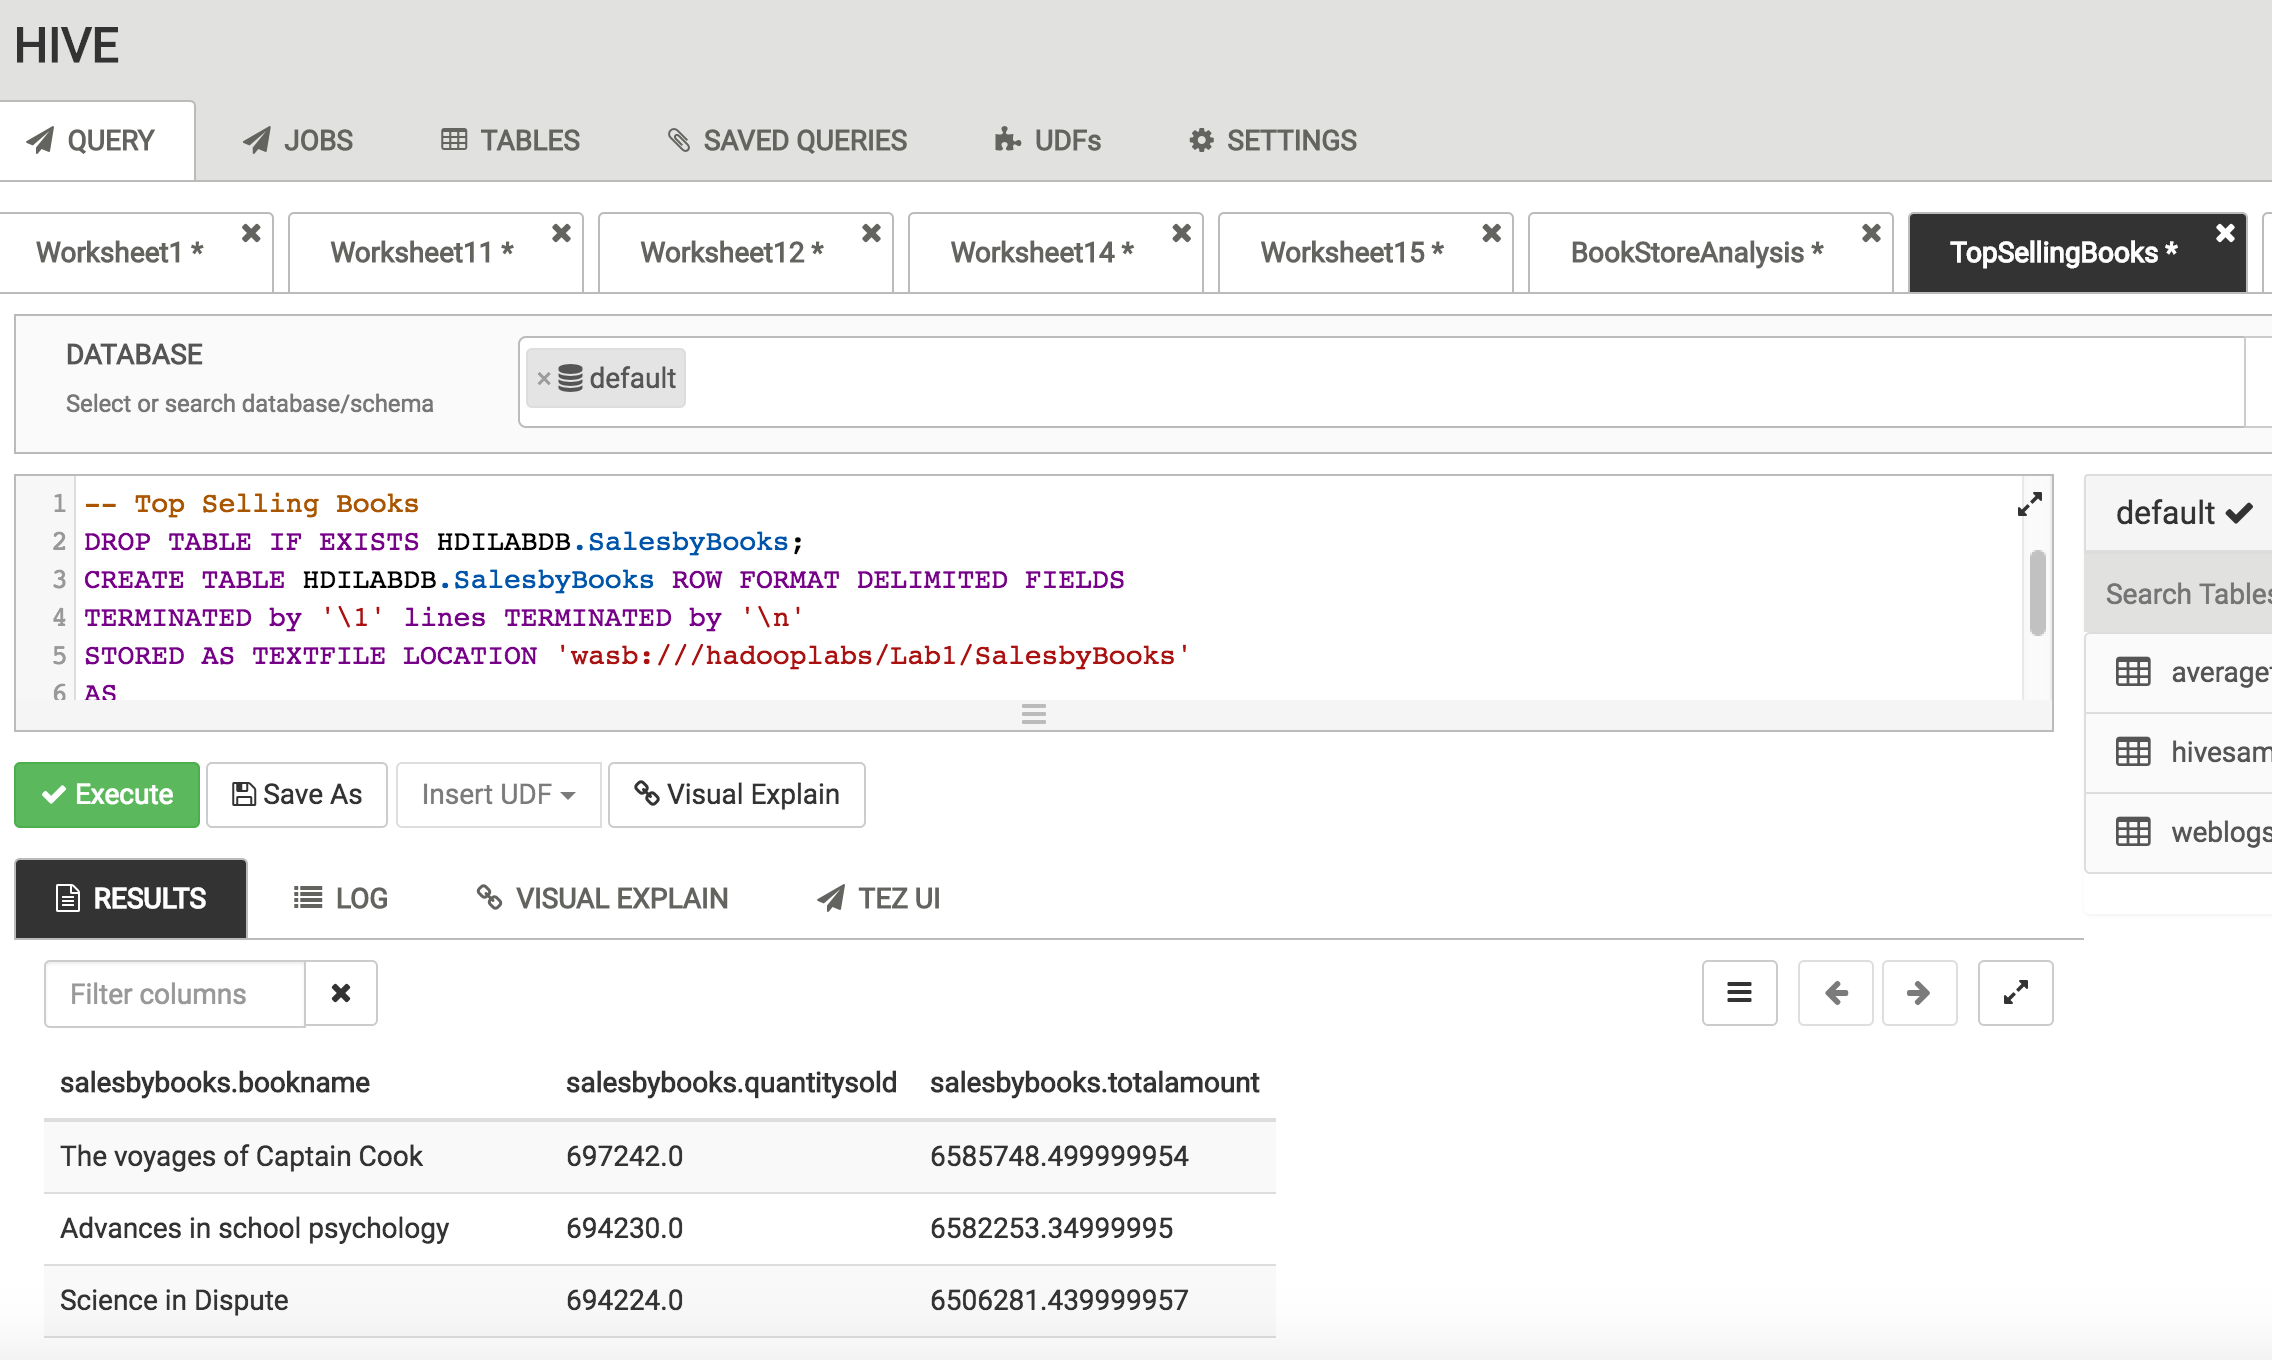 HIVE
QUERY JOBS TABLES SAVED QUERIES UDFs SETTINGS
Worksheet1 * Worksheet11 * Worksheet12 * Worksheet14 * Worksheet15 * BookStoreAnalysis * TopSellingBooks *
DATABASE
Select or search database/schema
× default
1 -- Top Selling Books
2 DROP TABLE IF EXISTS HDILABDB.SalesbyBooks;
3 CREATE TABLE HDILABDB.SalesbyBooks ROW FORMAT DELIMITED FIELDS
4 TERMINATED by '\1' lines TERMINATED by '\n'
5 STORED AS TEXTFILE LOCATION 'wasb:///hadooplabs/Lab1/SalesbyBooks'
6 AS
default
Search Tables
hivesam
weblogs
Execute Save As Insert UDF Visual Explain
RESULTS LOG VISUAL EXPLAIN TEZ UI
Filter columns
salesbybooks.bookname salesbybooks.quantitysold salesbybooks.totalamount
The voyages of Captain Cook 697242.0 6585748.499999954
Advances in school psychology 694230.0 6582253.34999995
Science in Dispute 694224.0 6506281.439999957